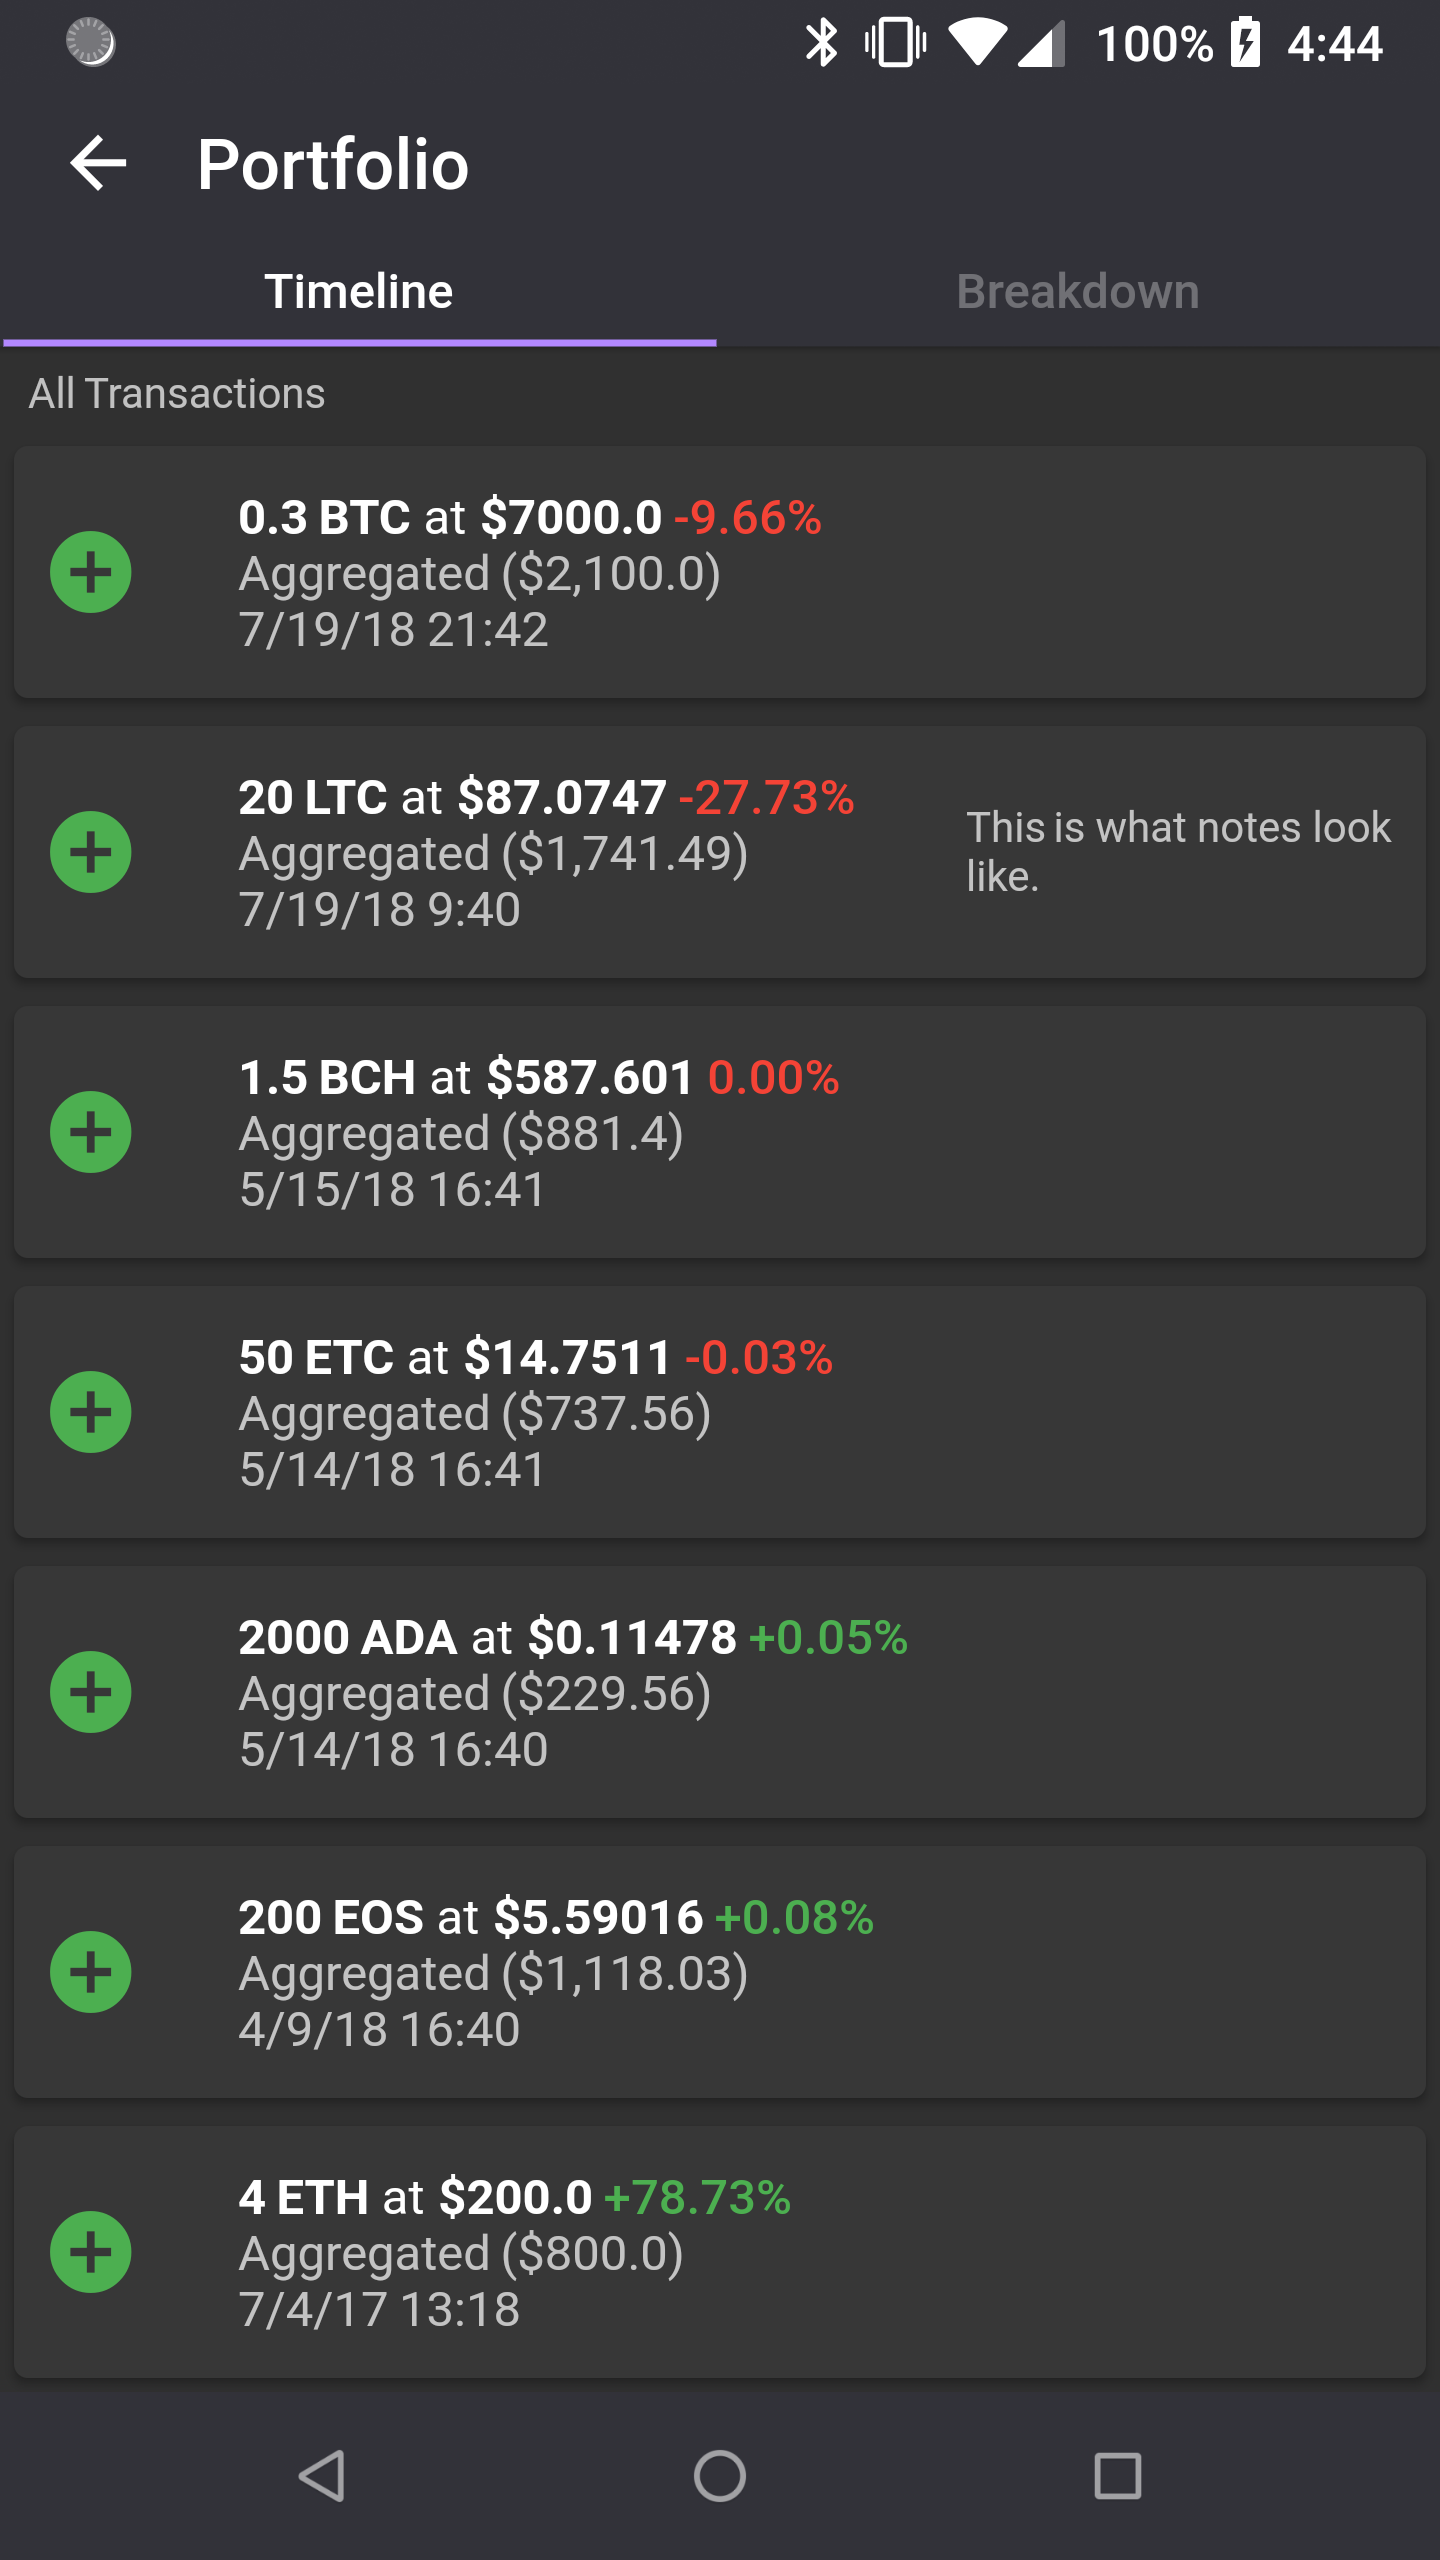 100% 4:44
Portfolio
Timeline Breakdown
All Transactions
0.3 BTC at $7000.0 -9.66%
Aggregated ($2,100.0)
7/19/18 21:42
20 LTC at $87.0747 -27.73%
Aggregated ($1,741.49)
7/19/18 9:40
This is what notes look
like.
1.5 BCH at $587.601 0.00%
Aggregated ($881.4)
5/15/18 16:41
50 ETC at $14.7511 -0.03%
Aggregated ($737.56)
5/14/18 16:41
2000 ADA at $0.11478 +0.05%
Aggregated ($229.56)
5/14/18 16:40
200 EOS at $5.59016 +0.08%
Aggregated ($1,118.03)
4/9/18 16:40
4 ETH at $200.0 +78.73%
Aggregated ($800.0)
7/4/17 13:18